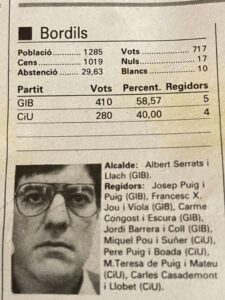 Bordils
Població ........ 1285 Vots ............ 717
Cens ............ 1019 Nuls ............ 17
Abstenció ....... 29,63 Blancs .......... 10
Partit Vots Percent. Regidors
GIB 410 58,57 5
CiU 280 40,00 4
Alcalde: Albert Serrats i
Llach (GIB).
Regidors: Josep Puig i
Puig (GIB), Francesc X.
Jou i Viola (GIB), Carme
Congost i Escura (GIB),
Jordi Barrera i Coll (GIB),
Miquel Pou i Suñer (CiU),
Pere Puig i Boada (CiU),
M.Teresa de Puig i Mateu
(CiU), Carles Casademont
i Llobet (CiU).